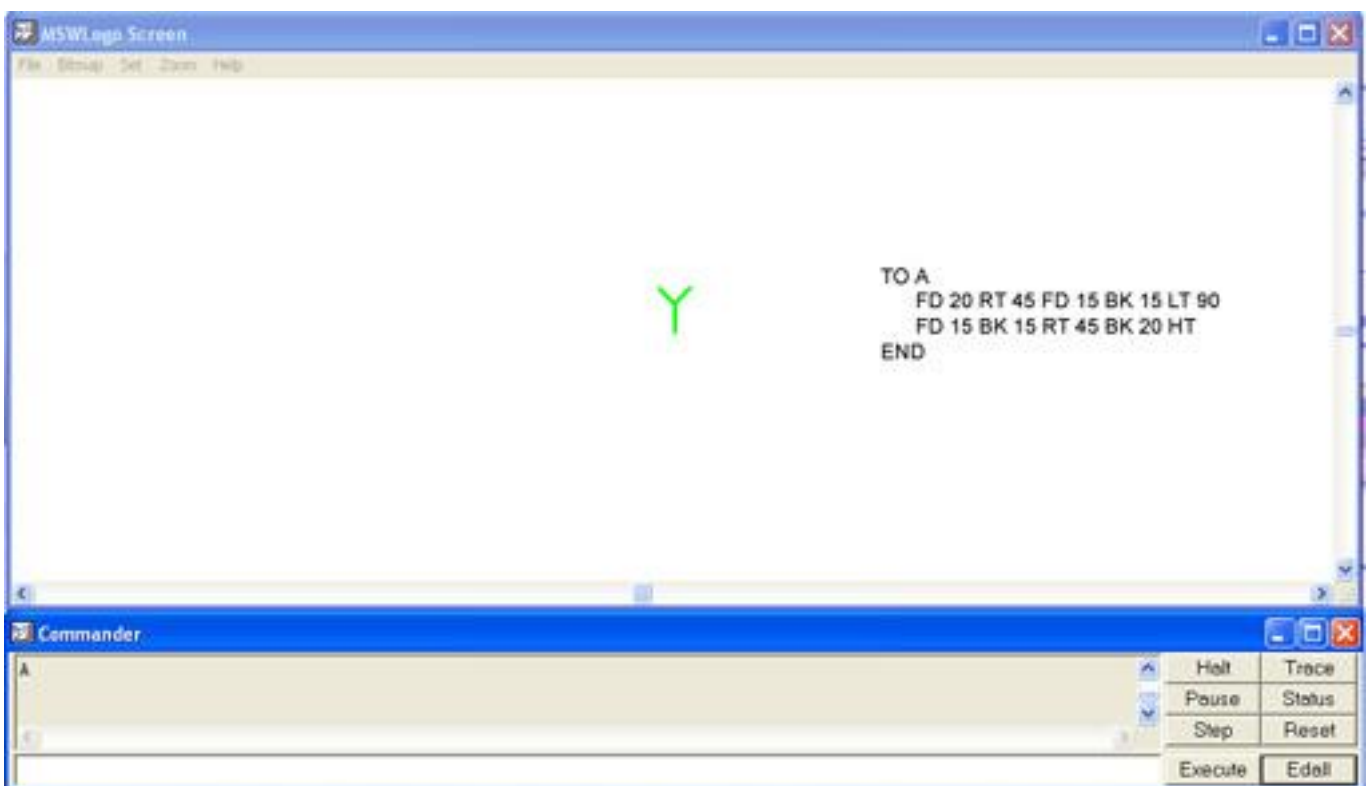 MSWLogo Screen
File Bitmap Set Zoom Help
TO A
FD 20 RT 45 FD 15 BK 15 LT 90
FD 15 BK 15 RT 45 BK 20 HT
END
Commander
A
Halt Trace
Pause Status
Step Reset
Execute Edall